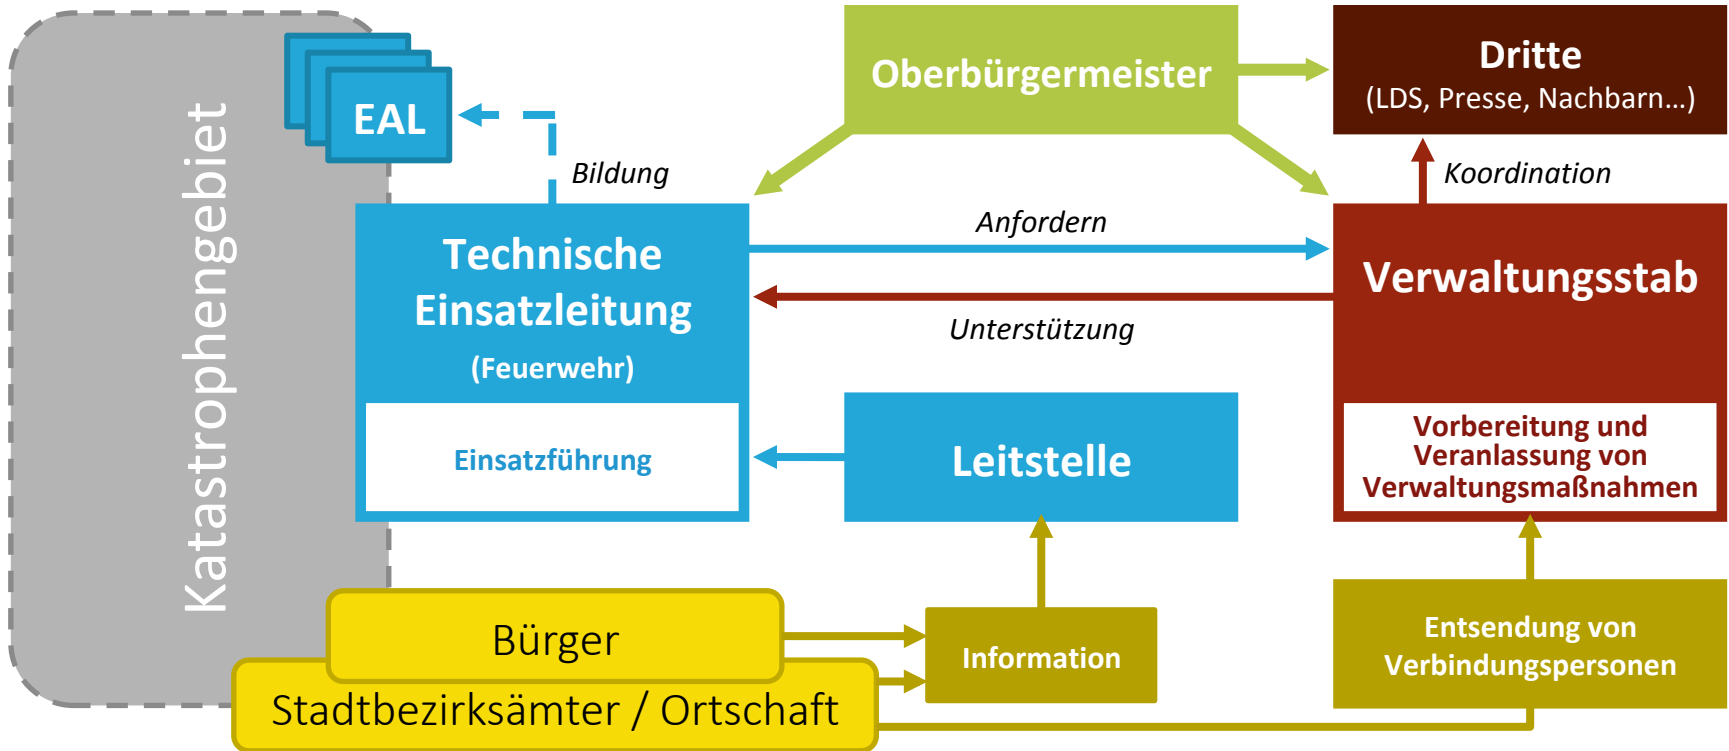 Katastrophengebiet
EAL
Bildung
Oberbürgermeister
Dritte
(LDS, Presse, Nachbarn...)
Koordination
Technische
Einsatzleitung
(Feuerwehr)
Einsatzführung
Anfordern
Unterstützung
Verwaltungsstab
Vorbereitung und
Veranlassung von
Verwaltungsmaßnahmen
Leitstelle
Bürger
Stadtbezirksämter / Ortschaft
Information
Entsendung von
Verbindungspersonen